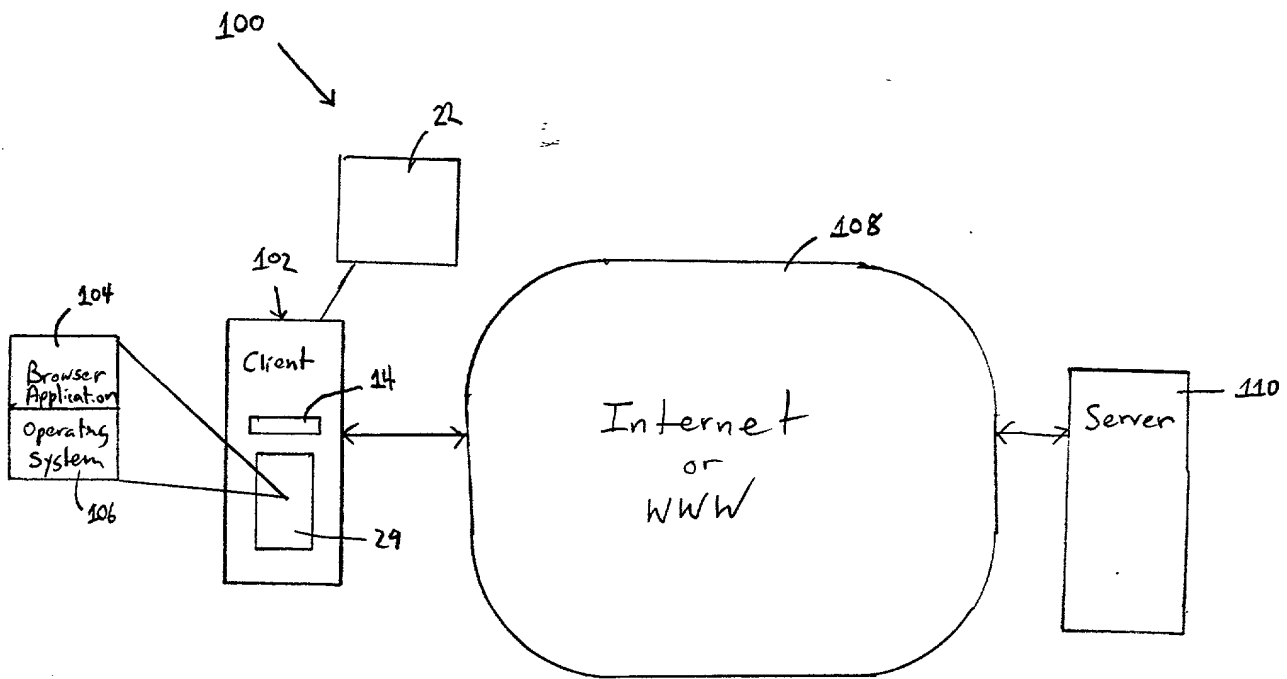 100
22
108
102
104
Client
Browser
Application
14
Operating
System
106
29
Internet
or
WWW
Server
110